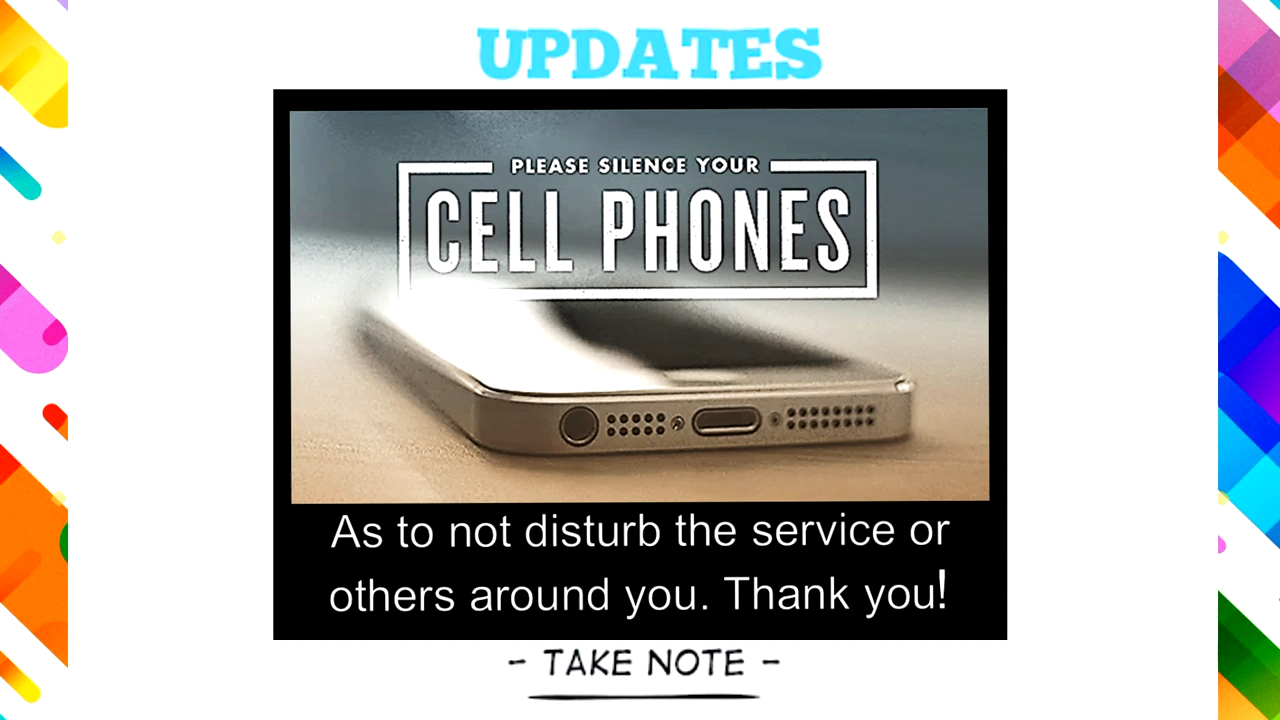 UPDATES
PLEASE SILENCE YOUR
CELL PHONES
As to not disturb the service or
others around you. Thank you!
- TAKE NOTE -